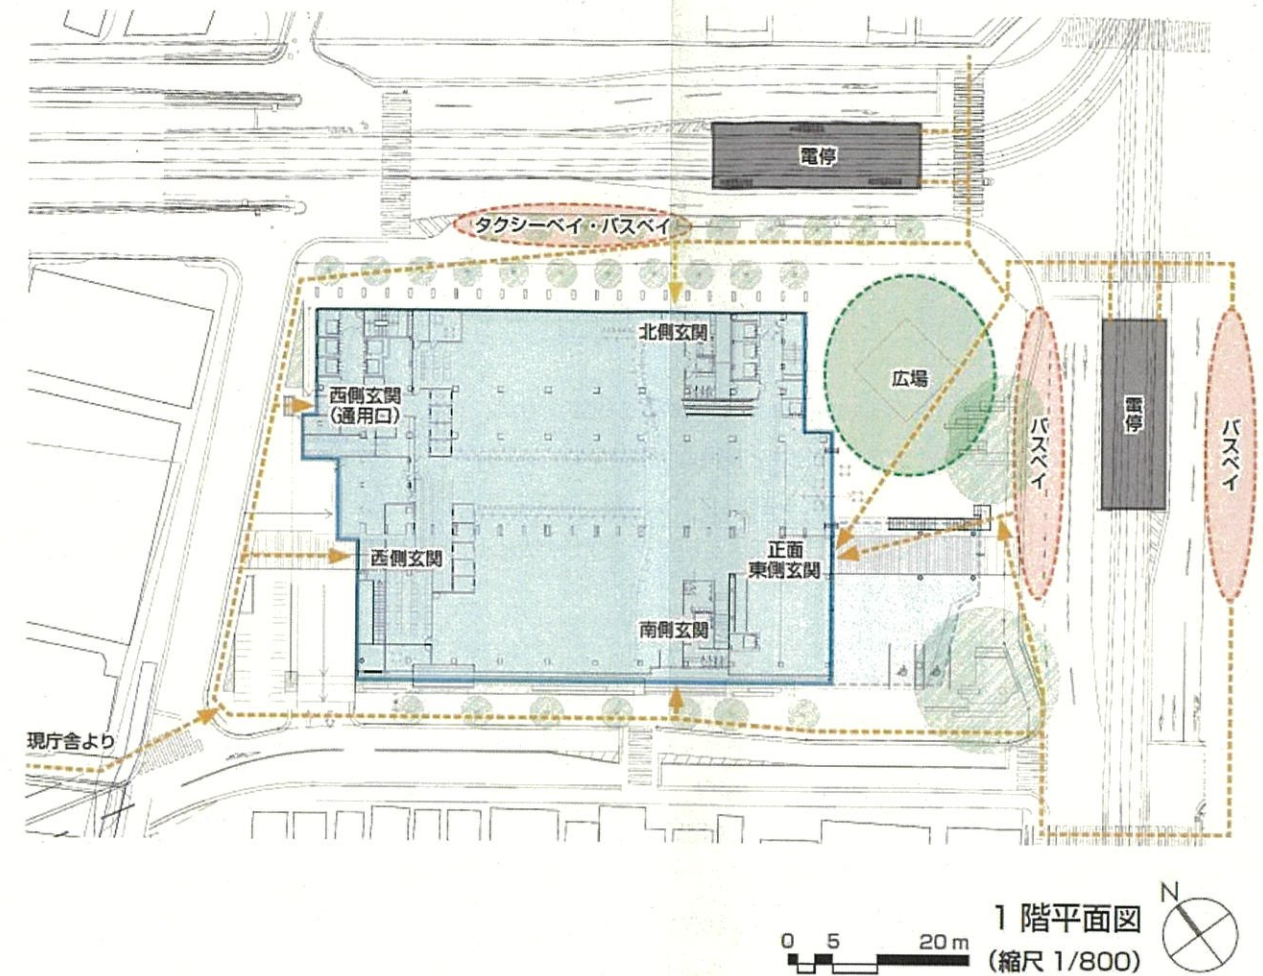 電停
タクシーベイ・バスベイ
北側玄関
西側玄関
(通用口)
広場
バスベイ
電停
バスベイ
西側玄関
正面
東側玄関
南側玄関
現庁舎より
N
1階平面図
0 5 20m
(縮尺 1/800)